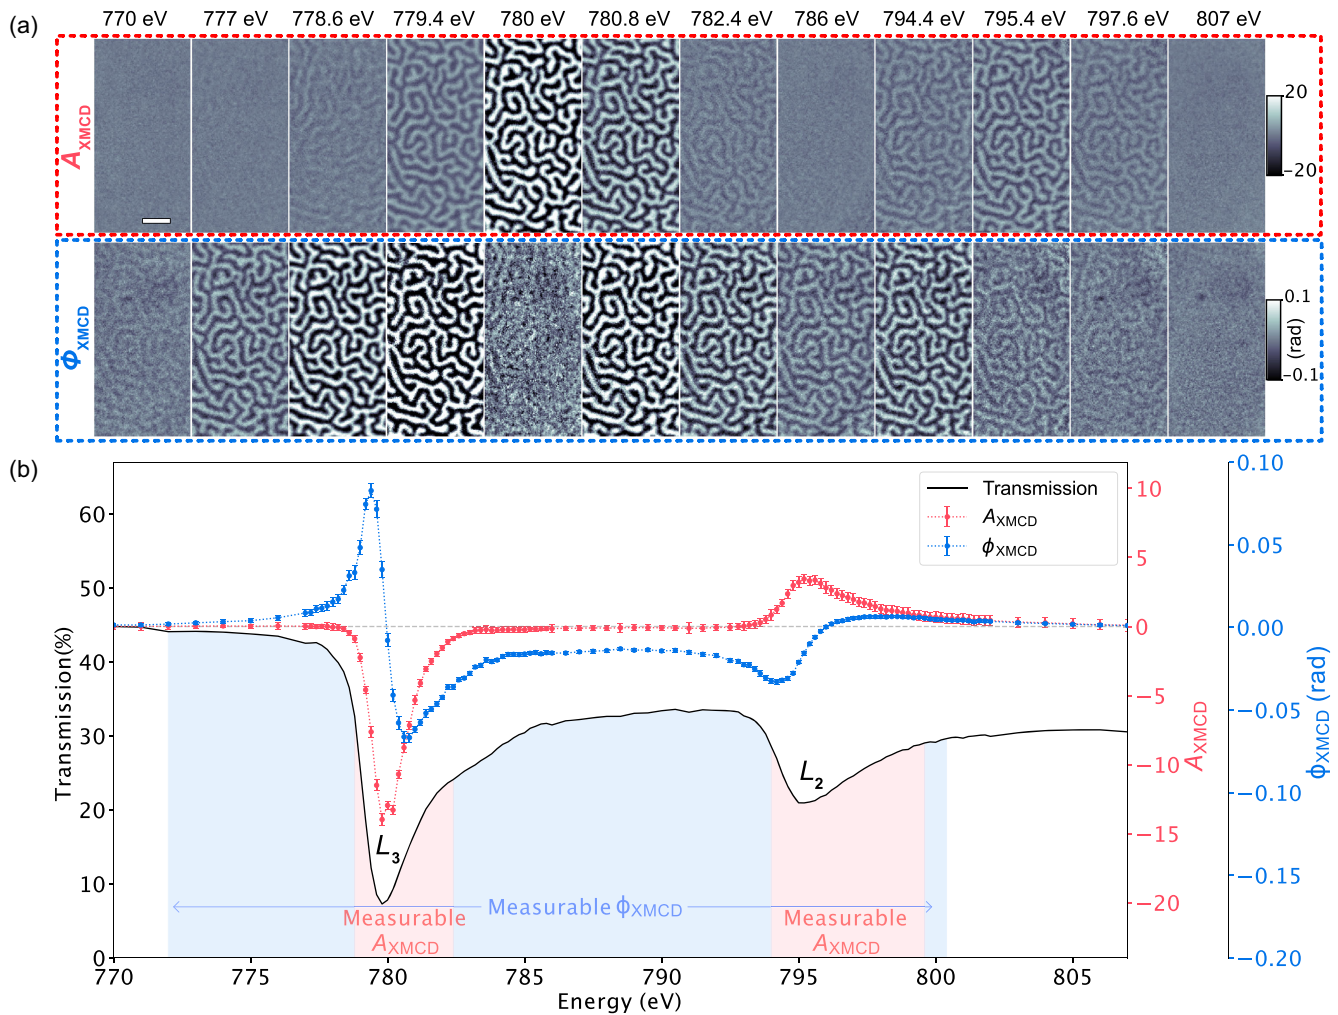 (a)
770 eV 777 eV 778.6 eV 779.4 eV 780 eV 780.8 eV 782.4 eV 786 eV 794.4 eV 795.4 eV 797.6 eV 807 eV
A_XMCD
20
−20
Φ_XMCD
0.1
(rad)
−0.1
(b)
Transmission(%)
60
50
40
30
20
10
0
Transmission
A_XMCD
ϕ_XMCD
L₃
L₂
Measurable ϕ_XMCD
Measurable
A_XMCD
Measurable
A_XMCD
770 775 780 785 790 795 800 805
Energy (eV)
10
5
0
−5
−10
−15
−20
A_XMCD
0.10
0.05
0.00
−0.05
−0.10
−0.15
−0.20
ϕ_XMCD (rad)